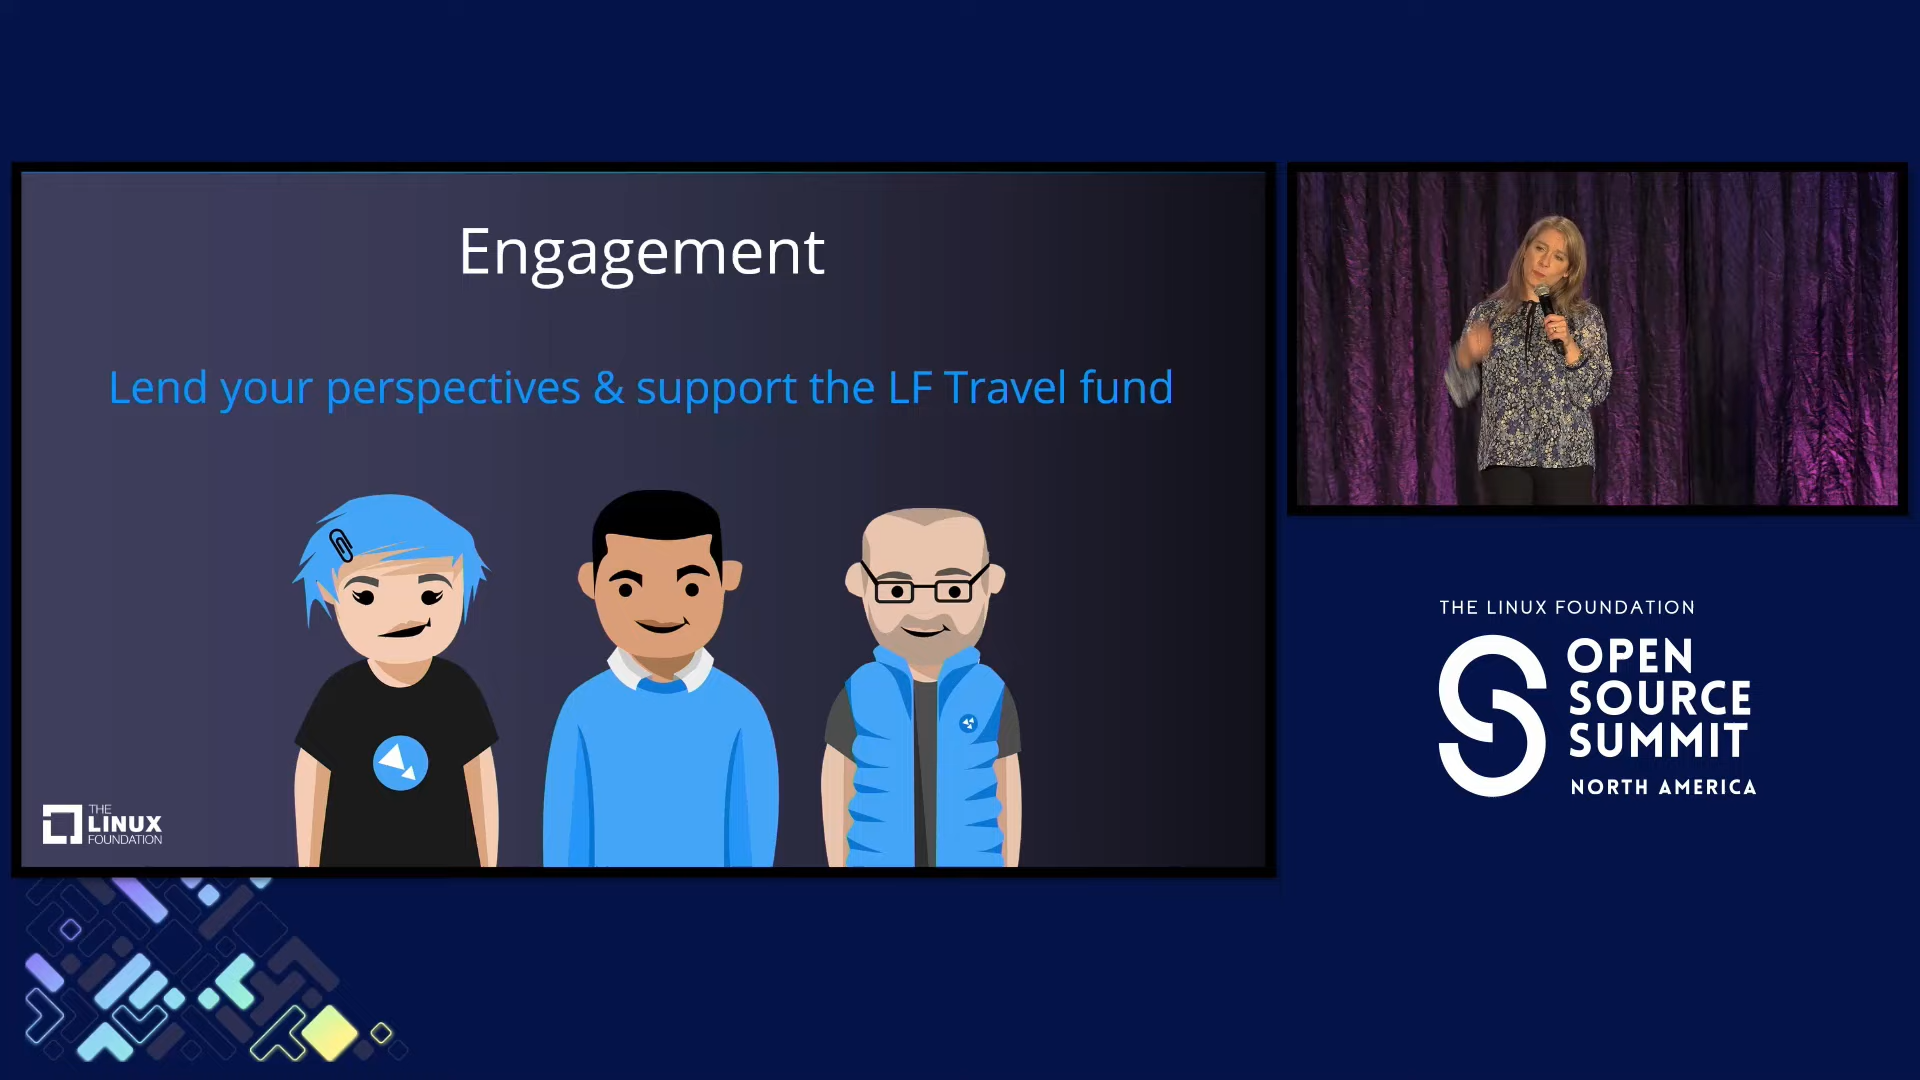 Engagement
Lend your perspectives & support the LF Travel fund
THE
LINUX
FOUNDATION
THE LINUX FOUNDATION
OPEN
SOURCE
SUMMIT
NORTH AMERICA